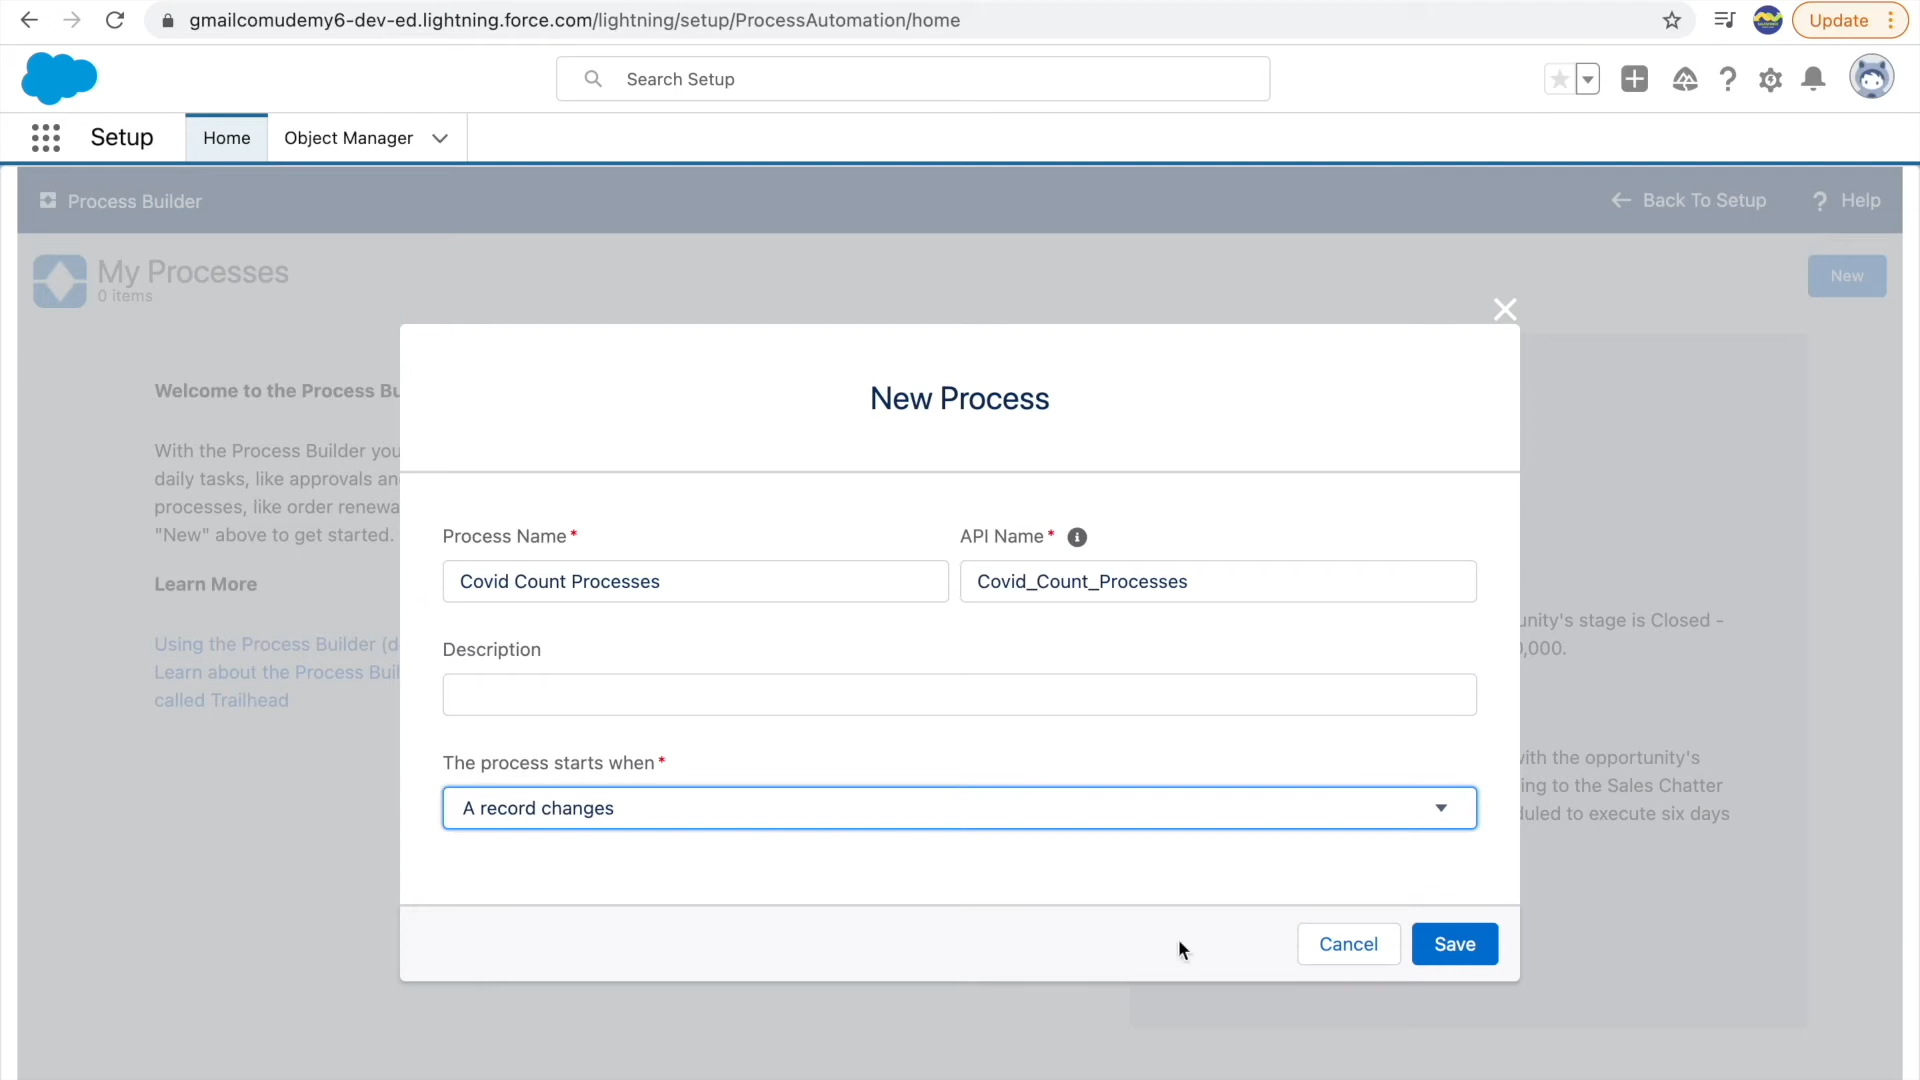 gmailcomudemy6-dev-ed.lightning.force.com/lightning/setup/ProcessAutomation/home
Update
Search Setup
Setup
Home
Object Manager
Process Builder
Back To Setup
? Help
My Processes
0 items
New
Welcome to the Process Bu
With the Process Builder you
daily tasks, like approvals an
processes, like order renewa
"New" above to get started.
Learn More
Using the Process Builder (d
Learn about the Process Buil
called Trailhead
unity's stage is Closed -
0,000.
with the opportunity's
ing to the Sales Chatter
duled to execute six days
New Process
Process Name*
API Name*
Covid Count Processes
Covid_Count_Processes
Description
The process starts when*
A record changes
Cancel
Save